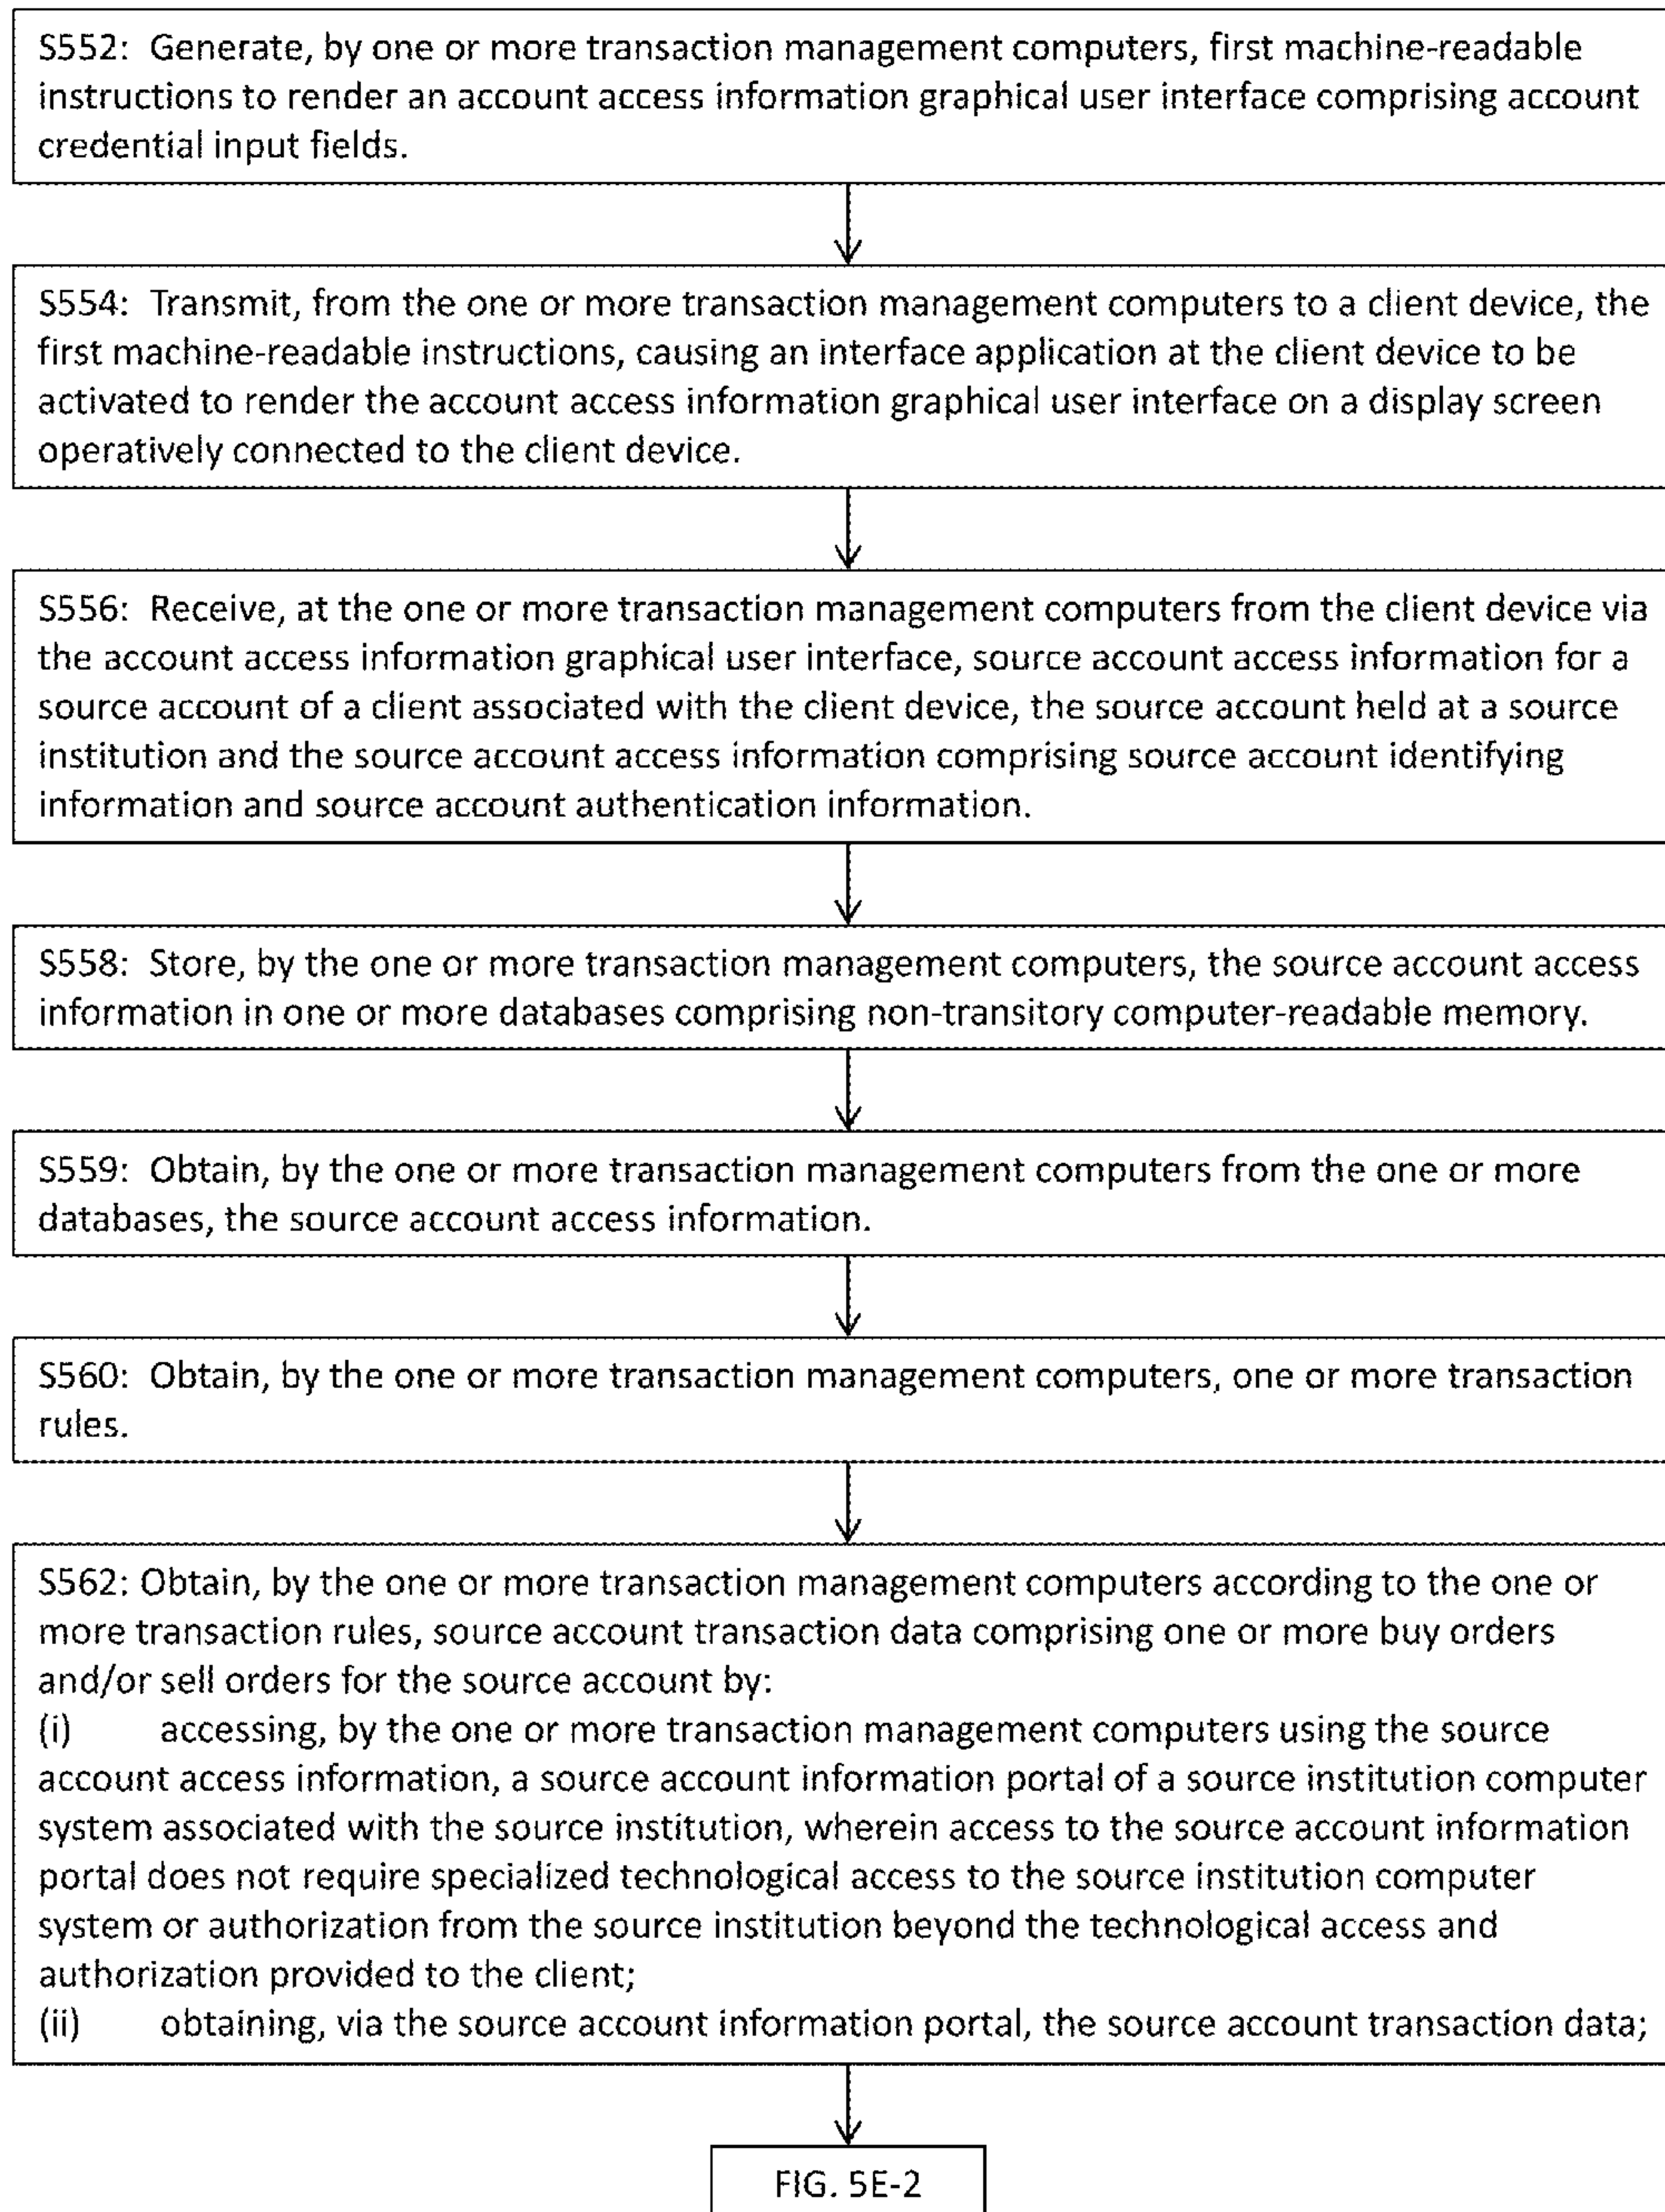 S552: Generate, by one or more transaction management computers, first machine-readable
instructions to render an account access information graphical user interface comprising account
credential input fields.
S554: Transmit, from the one or more transaction management computers to a client device, the
first machine-readable instructions, causing an interface application at the client device to be
activated to render the account access information graphical user interface on a display screen
operatively connected to the client device.
S556: Receive, at the one or more transaction management computers from the client device via
the account access information graphical user interface, source account access information for a
source account of a client associated with the client device, the source account held at a source
institution and the source account access information comprising source account identifying
information and source account authentication information.
S558: Store, by the one or more transaction management computers, the source account access
information in one or more databases comprising non-transitory computer-readable memory.
S559: Obtain, by the one or more transaction management computers from the one or more
databases, the source account access information.
S560: Obtain, by the one or more transaction management computers, one or more transaction
rules.
S562: Obtain, by the one or more transaction management computers according to the one or
more transaction rules, source account transaction data comprising one or more buy orders
and/or sell orders for the source account by:
(i) accessing, by the one or more transaction management computers using the source
account access information, a source account information portal of a source institution computer
system associated with the source institution, wherein access to the source account information
portal does not require specialized technological access to the source institution computer
system or authorization from the source institution beyond the technological access and
authorization provided to the client;
(ii) obtaining, via the source account information portal, the source account transaction data;
FIG. 5E-2